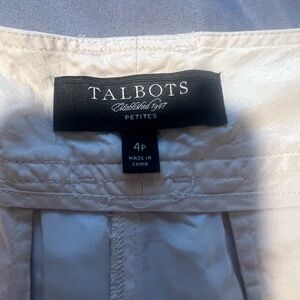 TALBOTS
Established 1947
PETITES
4P
MADE IN
CHINA